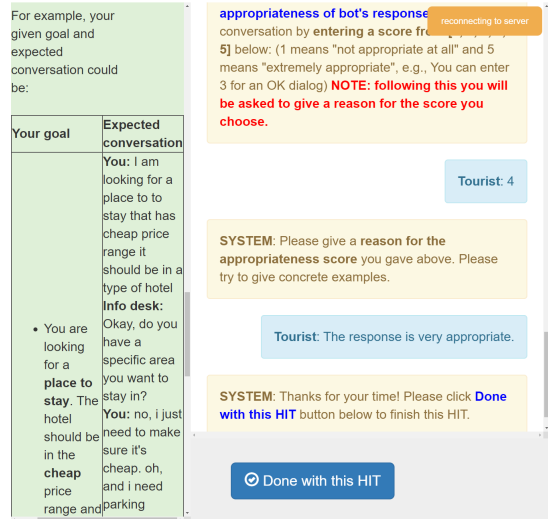 For example, your
given goal and
expected
conversation could
be:
Your goal
Expected
conversation
• You are
looking
for a
place to
stay. The
hotel
should be
in the
cheap
price
range and
You: I am
looking for a
place to to
stay that has
cheap price
range it
should be in a
type of hotel
Info desk:
Okay, do you
have a
specific area
you want to
stay in?
You: no, i just
need to make
sure it's
cheap. oh,
and i need
parking
reconnecting to server
appropriateness of bot's response
conversation by entering a score
5] below: (1 means "not appropriate at all" and 5
means "extremely appropriate", e.g., You can enter
3 for an OK dialog) NOTE: following this you will
be asked to give a reason for the score you
choose.
Tourist: 4
SYSTEM: Please give a reason for the
appropriateness score you gave above. Please
try to give concrete examples.
Tourist: The response is very appropriate.
SYSTEM: Thanks for your time! Please click Done
with this HIT button below to finish this HIT.
Done with this HIT